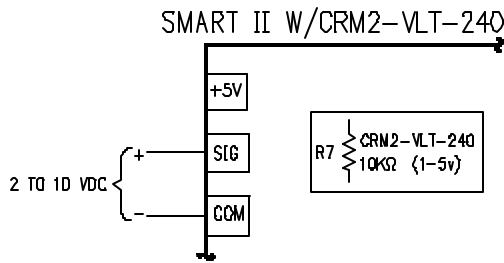 SMART II W/CRM2-VLT-240
+5V
SIG
COM
+
-
2 TO 10 VDC
R7
CRM2-VLT-240
10KΩ (1-5v)